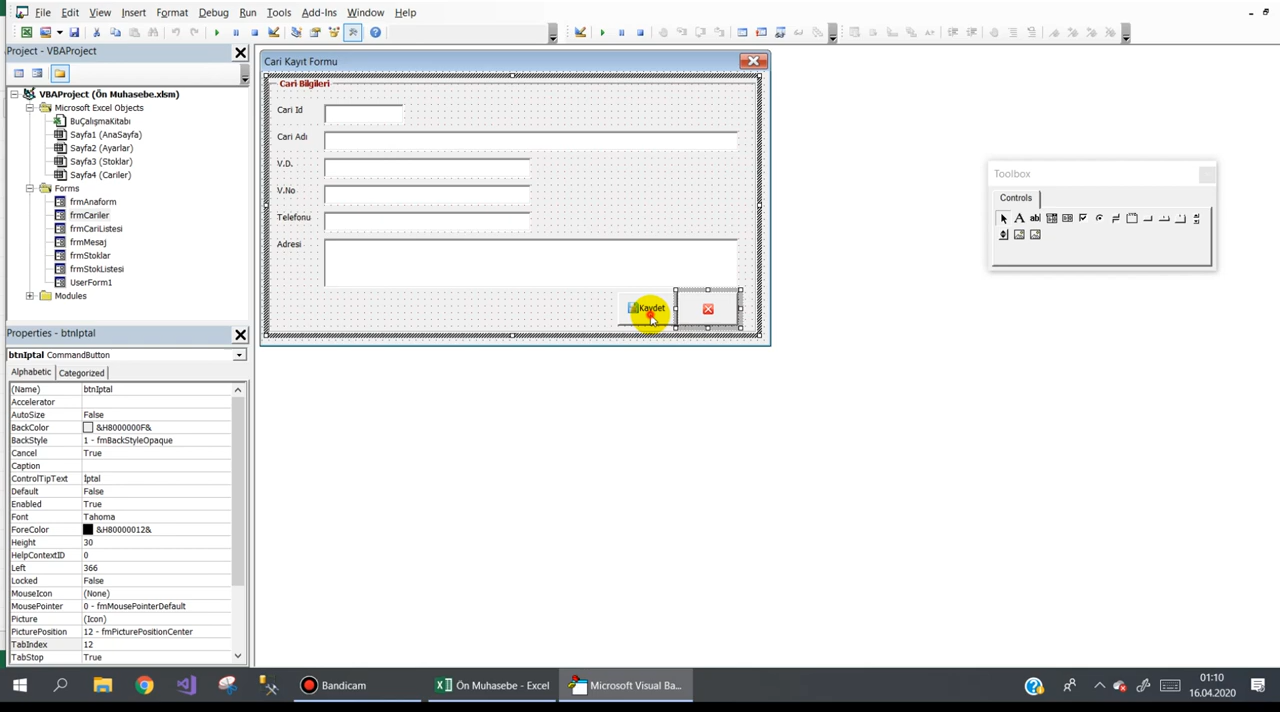 File Edit View Insert Format Debug Run Tools Add-Ins Window Help
Project - VBAProject
VBAProject (Ön Muhasebe.xlsm)
Microsoft Excel Objects
BuÇalışmaKitabı
Sayfa1 (AnaSayfa)
Sayfa2 (Ayarlar)
Sayfa3 (Stoklar)
Sayfa4 (Cariler)
Forms
frmAnaform
frmCariler
frmCariListesi
frmMesaj
frmStoklar
frmStokListesi
UserForm1
Modules
Properties - btnIptal
btnIptal CommandButton
Alphabetic Categorized
(Name) btnIptal
Accelerator
AutoSize False
BackColor &H8000000F&
BackStyle 1 - fmBackStyleOpaque
Cancel True
Caption
ControlTipText Iptal
Default False
Enabled True
Font Tahoma
ForeColor &H80000012&
Height 30
HelpContextID 0
Left 366
Locked False
MouseIcon (None)
MousePointer 0 - fmMousePointerDefault
Picture (Icon)
PicturePosition 12 - fmPicturePositionCenter
TabIndex 12
TabStop True
Cari Kayıt Formu
Cari Bilgileri
Cari Id
Cari Adı
V.D.
V.No
Telefonu
Adresi
Kaydet
Toolbox
Controls
Bandicam
Ön Muhasebe - Excel
Microsoft Visual Ba...
01:10
16.04.2020